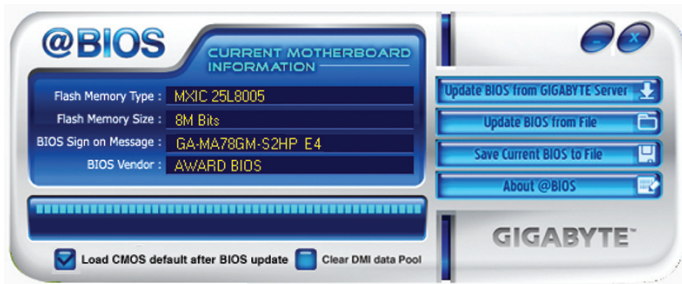 @BIOS
CURRENT MOTHERBOARD
INFORMATION
Flash Memory Type : MXIC 25L8005
Flash Memory Size : 8M Bits
BIOS Sign on Message : GA-MA78GM-S2HP E4
BIOS Vendor : AWARD BIOS
Load CMOS default after BIOS update Clear DMI data Pool
Update BIOS from GIGABYTE Server
Update BIOS from File
Save Current BIOS to File
About @BIOS
GIGABYTE™